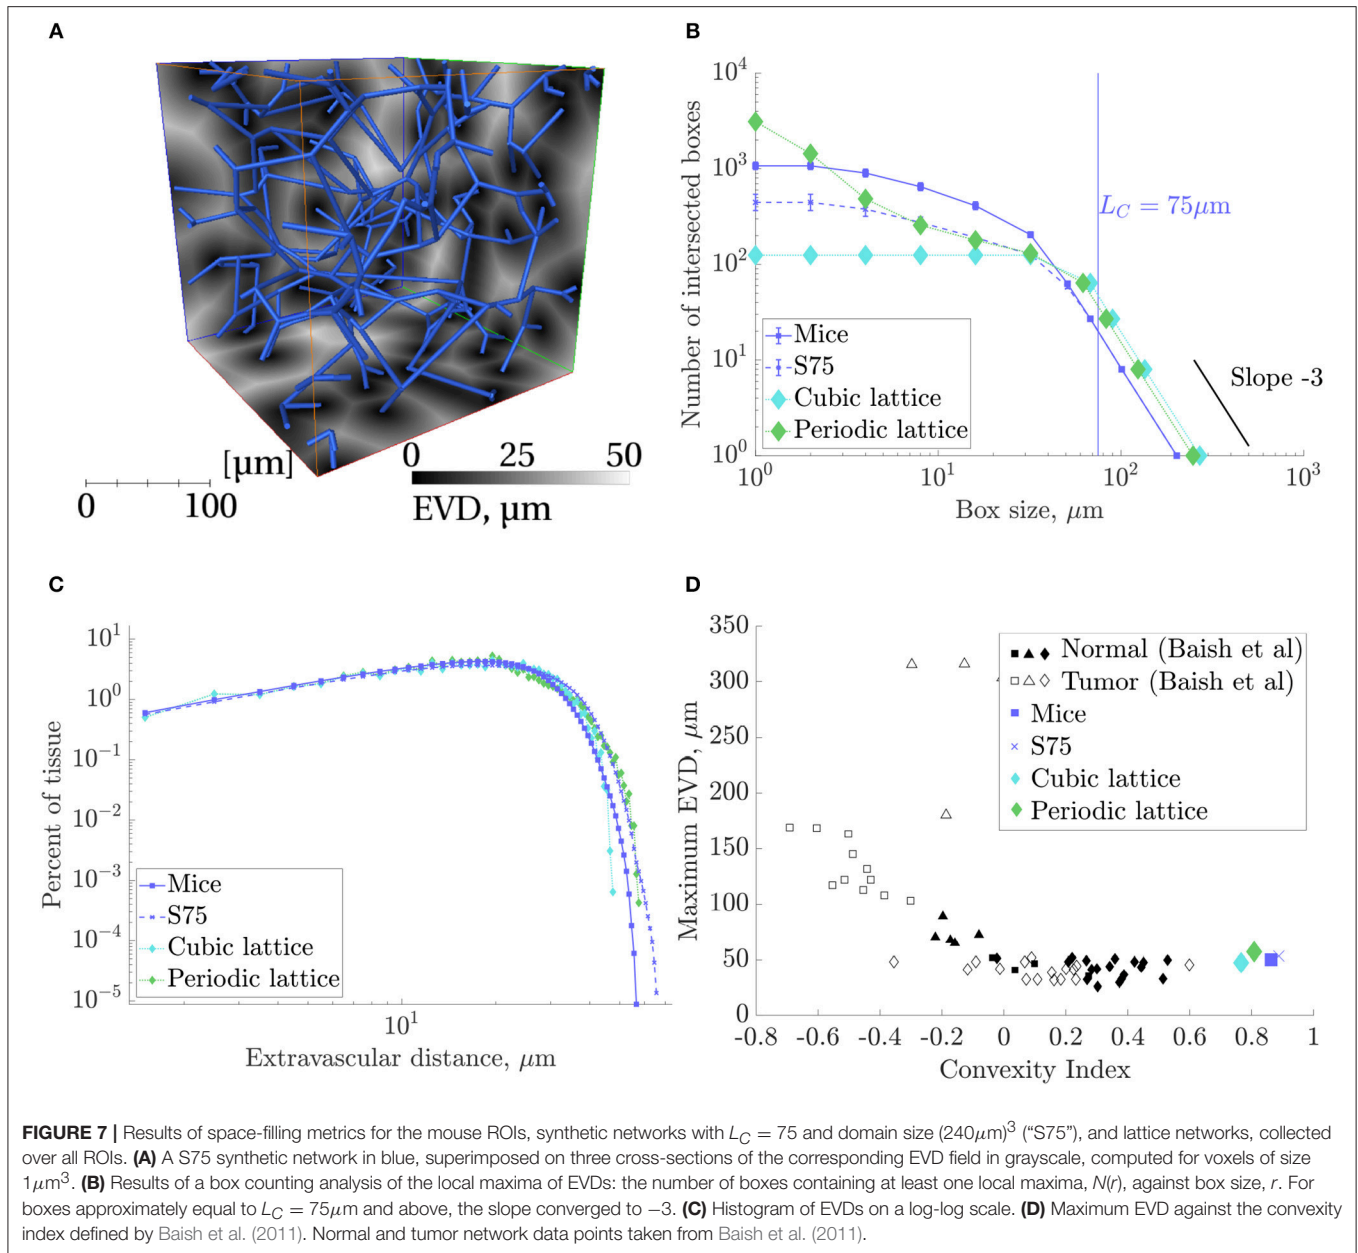 A
[μm]
0 100
0 25 50
EVD, μm
B
Number of intersected boxes
10^4
10^3
10^2
10^1
10^0
L_C = 75μm
Mice
S75
Cubic lattice
Periodic lattice
Slope -3
10^0 10^1 10^2 10^3
Box size, μm
C
Percent of tissue
10^1
10^0
10^-1
10^-2
10^-3
10^-4
10^-5
Mice
S75
Cubic lattice
Periodic lattice
10^1
Extravascular distance, μm
D
Maximum EVD, μm
350
300
250
200
150
100
50
0
Normal (Baish et al)
Tumor (Baish et al)
Mice
S75
Cubic lattice
Periodic lattice
-0.8 -0.6 -0.4 -0.2 0 0.2 0.4 0.6 0.8 1
Convexity Index
FIGURE 7 | Results of space-filling metrics for the mouse ROIs, synthetic networks with L_C = 75 and domain size (240μm)^3 (“S75”), and lattice networks, collected
over all ROIs. (A) A S75 synthetic network in blue, superimposed on three cross-sections of the corresponding EVD field in grayscale, computed for voxels of size
1μm^3. (B) Results of a box counting analysis of the local maxima of EVDs: the number of boxes containing at least one local maxima, N(r), against box size, r. For
boxes approximately equal to L_C = 75μm and above, the slope converged to −3. (C) Histogram of EVDs on a log-log scale. (D) Maximum EVD against the convexity
index defined by Baish et al. (2011). Normal and tumor network data points taken from Baish et al. (2011).